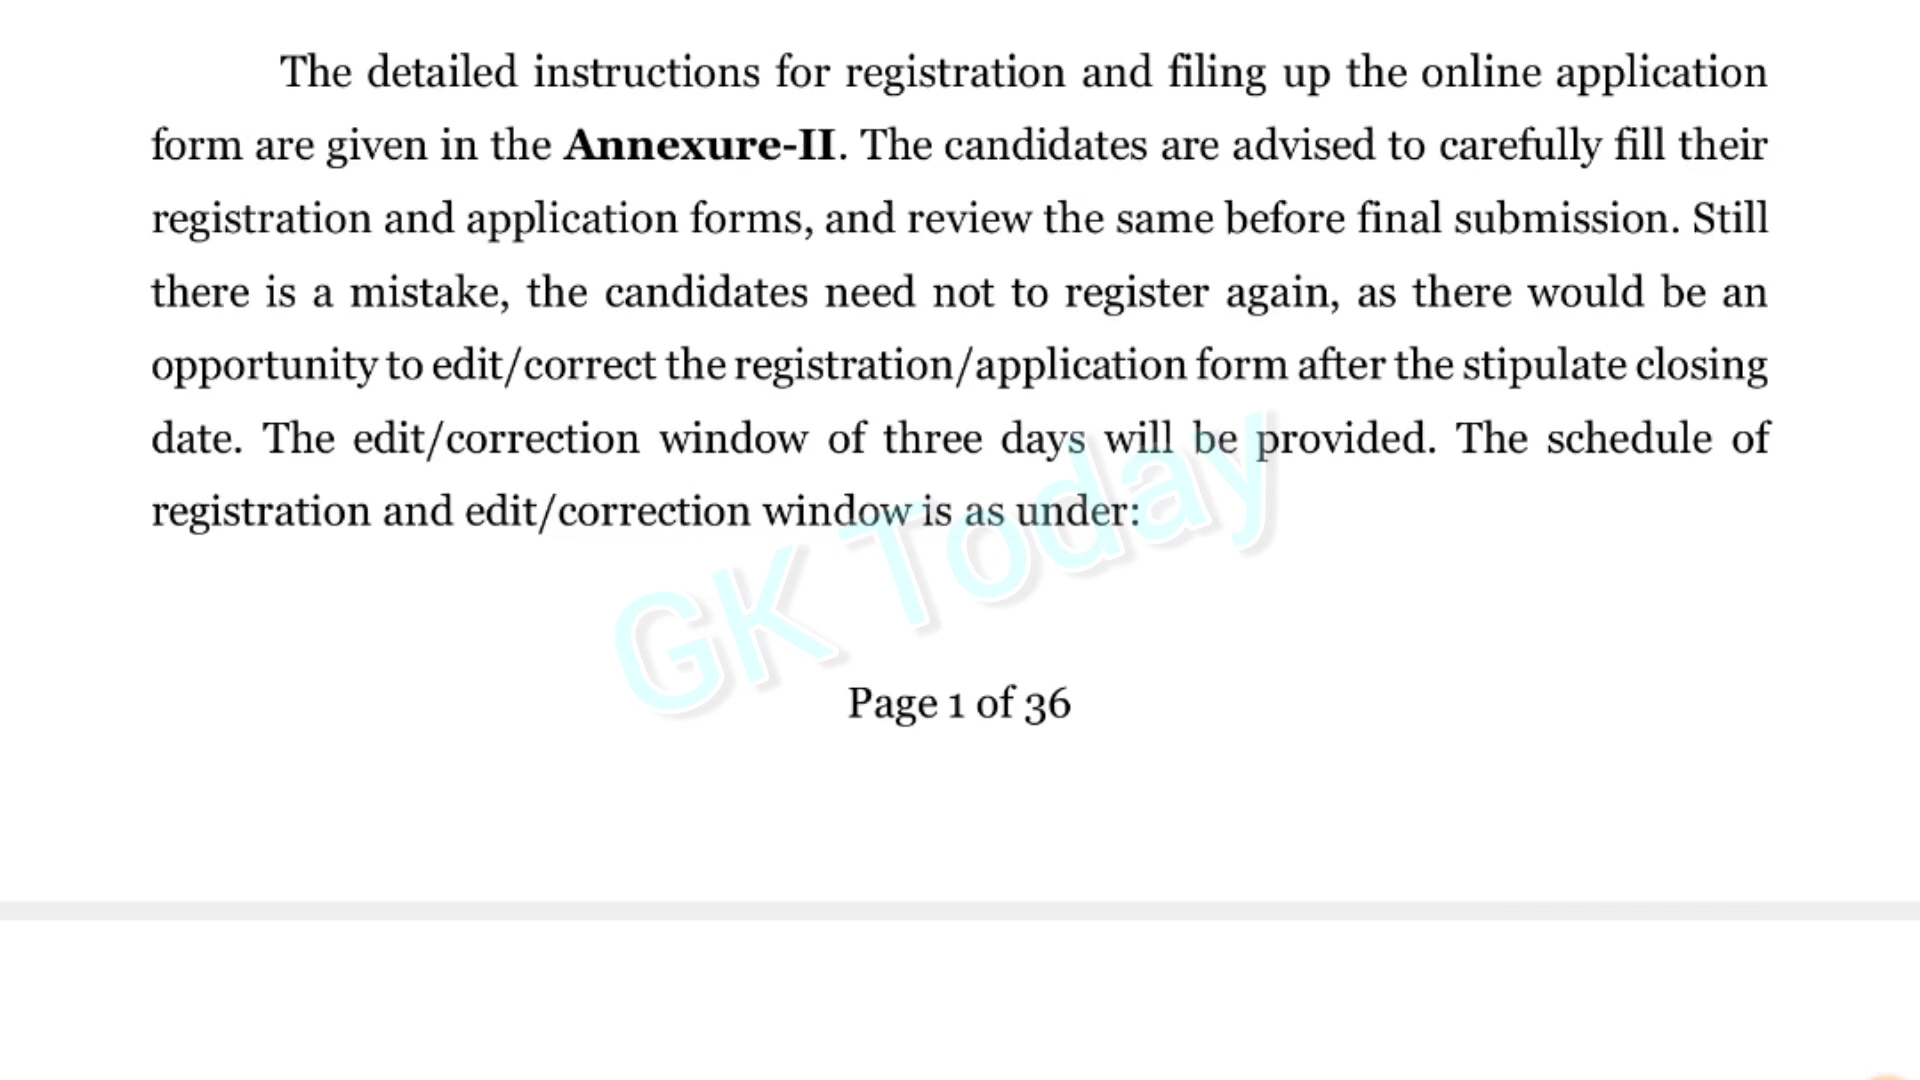 The detailed instructions for registration and filing up the online application
form are given in the Annexure-II. The candidates are advised to carefully fill their
registration and application forms, and review the same before final submission. Still
there is a mistake, the candidates need not to register again, as there would be an
opportunity to edit/correct the registration/application form after the stipulate closing
date. The edit/correction window of three days will be provided. The schedule of
registration and edit/correction window is as under:
GK Today
Page 1 of 36